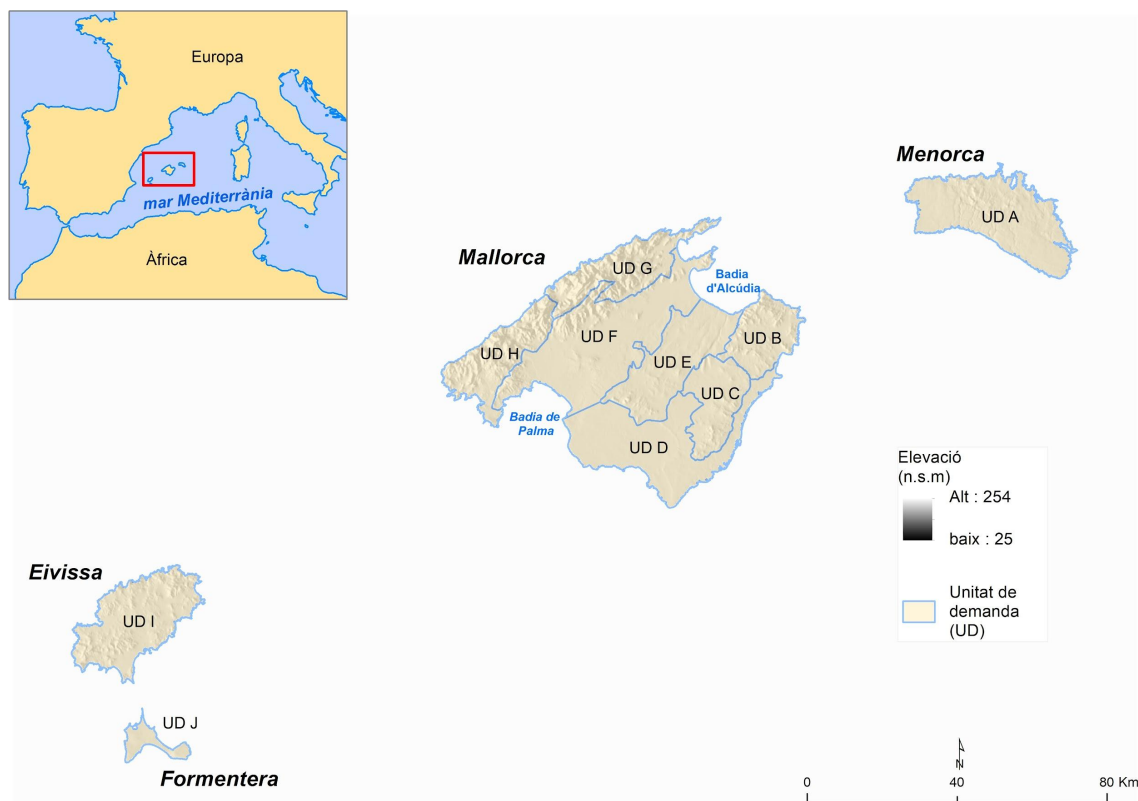 Europa
mar Mediterrània
Àfrica
Menorca
UD A
Mallorca
UD G
Badia
d'Alcúdia
UD F
UD B
UD H
UD E
UD C
Badia de
Palma
UD D
Elevació
(n.s.m)
Alt : 254
baix : 25
Unitat de
demanda
(UD)
Eivissa
UD I
UD J
Formentera
N
0 40 80 Km